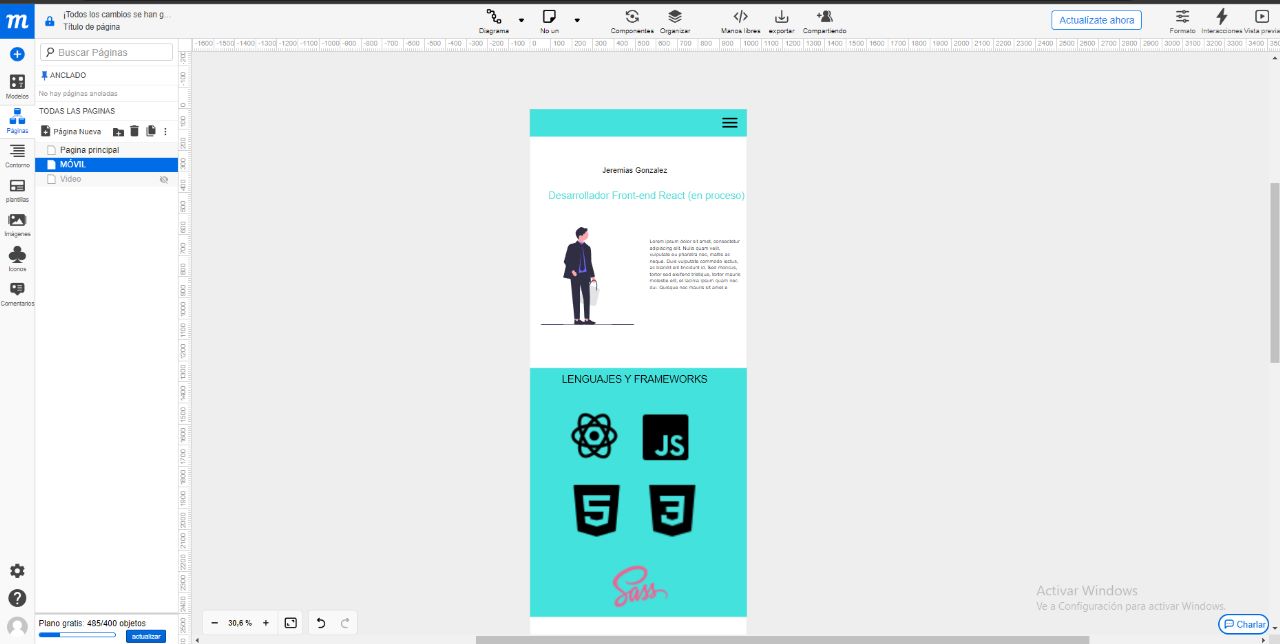 m
¡Todos los cambios se han g...
Título de página
Diagrama
No un
Componentes
Organizar
Manos libres
exportar
Compartiendo
Actualízate ahora
Formato
Interacciones
Vista previa
Buscar Páginas
ANCLADO
No hay páginas ancladas
TODAS LAS PAGINAS
Página Nueva
Pagina principal
MÓVIL
Video
Modelos
Páginas
Contorno
plantillas
Imágenes
Iconos
Comentarios
Jeremías Gonzalez
Desarrollador Front-end React (en proceso)
Lorem ipsum dolor sit amet, consectetur
adipiscing elit. Nulla quam velit,
vulputate eu pharetra nec, mattis ac
neque. Duis vulputate commodo lectus,
ac blandit elit tincidunt id. Sed rhoncus,
tortor sed eleifend tristique, tortor mauris
molestie elit, et lacinia ipsum quam nec
dui. Quisque nec mauris sit amet e
LENGUAJES Y FRAMEWORKS
JS
5
3
Sass
Activar Windows
Ve a Configuración para activar Windows.
Plano gratis: 485/400 objetos
actualizar
30,6 %
Charlar